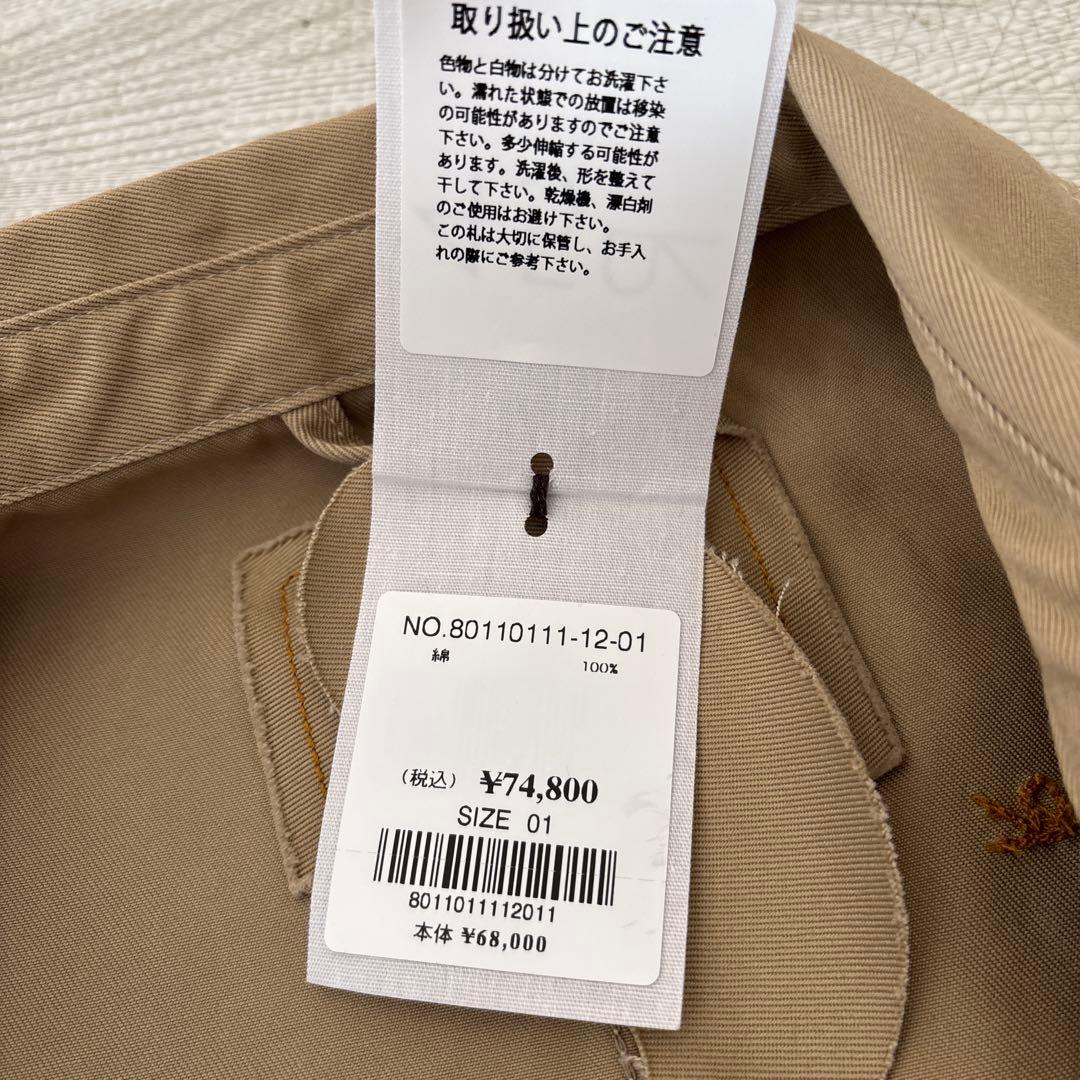 取り扱い上のご注意
色物と白物は分けてお洗濯下さ
い。濡れた状態での放置は移染
の可能性がありますのでご注意
下さい。多少伸縮する可能性が
あります。洗濯後、形を整えて
干して下さい。乾燥機、漂白剤
のご使用はお避け下さい。
この札は大切に保管し、お手入
れの際にご参考下さい。
NO.80110111-12-01
綿 100%
(税込) ¥74,800
SIZE 01
8011011112011
本体 ¥68,000